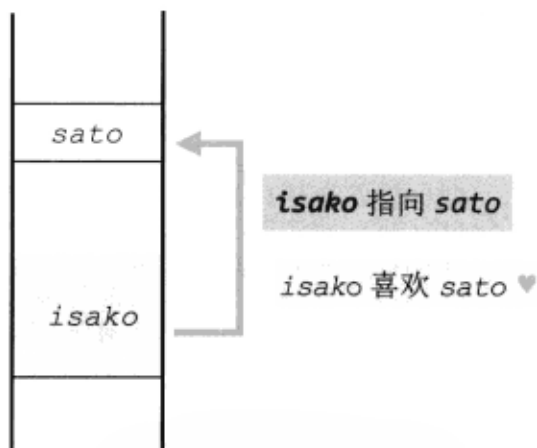 sato
isako 指向 sato
isako 喜欢 sato ♥
isako